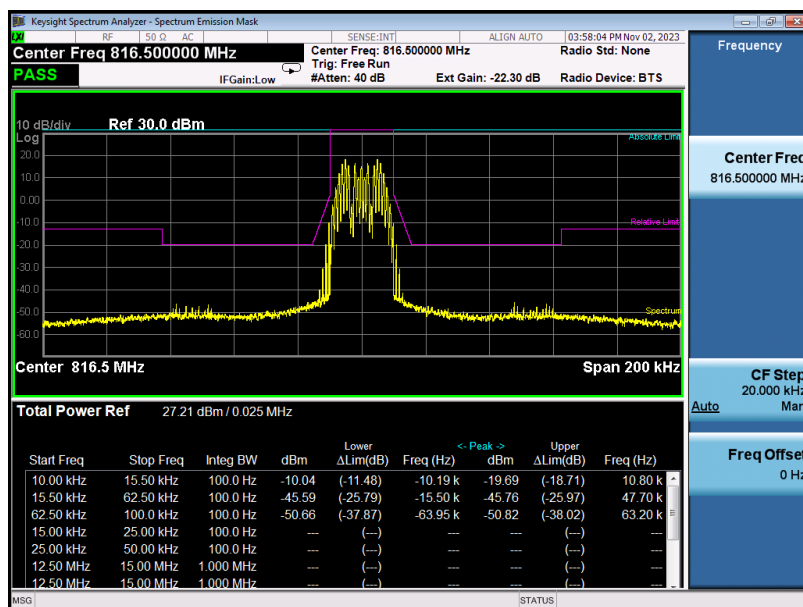 Keysight Spectrum Analyzer - Spectrum Emission Mask
LXI RF 50 Ω AC SENSE:INT ALIGN AUTO 03:58:04 PM Nov 02, 2023
Center Freq 816.500000 MHz
PASS
IFGain:Low
Center Freq: 816.500000 MHz
Trig: Free Run
#Atten: 40 dB
Ext Gain: -22.30 dB
Radio Std: None
Radio Device: BTS
10 dB/div Ref 30.0 dBm
Log
Absolute Limit
20.0
10.0
0.00
-10.0
Relative Limit
-20.0
-30.0
-40.0
-50.0
Spectrum
-60.0
Center 816.5 MHz Span 200 kHz
Total Power Ref 27.21 dBm / 0.025 MHz
Lower <- Peak -> Upper
Start Freq Stop Freq Integ BW dBm ΔLim(dB) Freq (Hz) dBm ΔLim(dB) Freq (Hz)
10.00 kHz 15.50 kHz 100.0 Hz -10.04 (-11.48) -10.19 k -19.69 (-18.71) 10.80 k
15.50 kHz 62.50 kHz 100.0 Hz -45.59 (-25.79) -15.50 k -45.76 (-25.97) 47.70 k
62.50 kHz 100.0 kHz 100.0 Hz -50.66 (-37.87) -63.95 k -50.82 (-38.02) 63.20 k
15.00 kHz 25.00 kHz 100.0 Hz --- (---) --- --- (---) ---
25.00 kHz 50.00 kHz 100.0 Hz --- (---) --- --- (---) ---
12.50 MHz 15.00 MHz 1.000 MHz --- (---) --- --- (---) ---
12.50 MHz 15.00 MHz 1.000 MHz --- (---) --- --- (---) ---
MSG STATUS
Frequency
Center Freq
816.500000 MHz
CF Step
20.000 kHz
Auto Man
Freq Offset
0 Hz